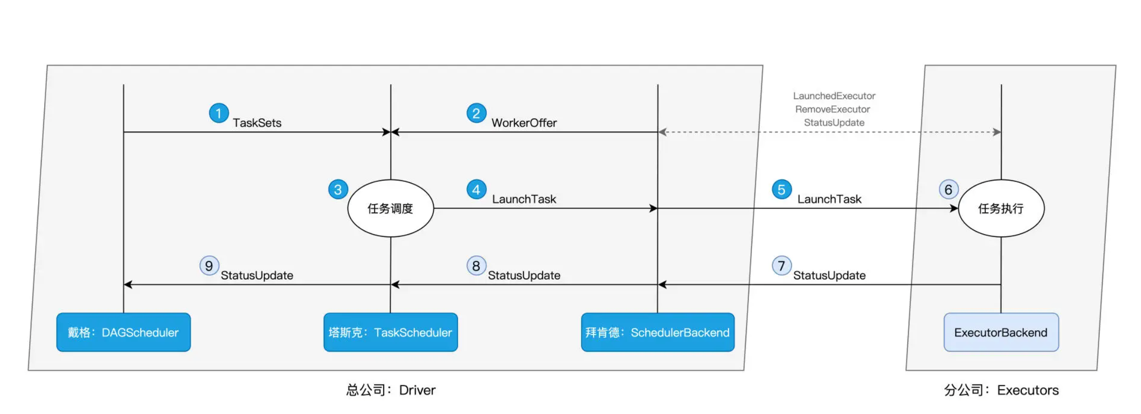 LaunchedExecutor
RemoveExecutor
StatusUpdate
1 TaskSets
2 WorkerOffer
3 任务调度
4 LaunchTask
5 LaunchTask
6 任务执行
9 StatusUpdate
8 StatusUpdate
7 StatusUpdate
戴格：DAGScheduler
塔斯克：TaskScheduler
拜肯德：SchedulerBackend
ExecutorBackend
总公司：Driver
分公司：Executors